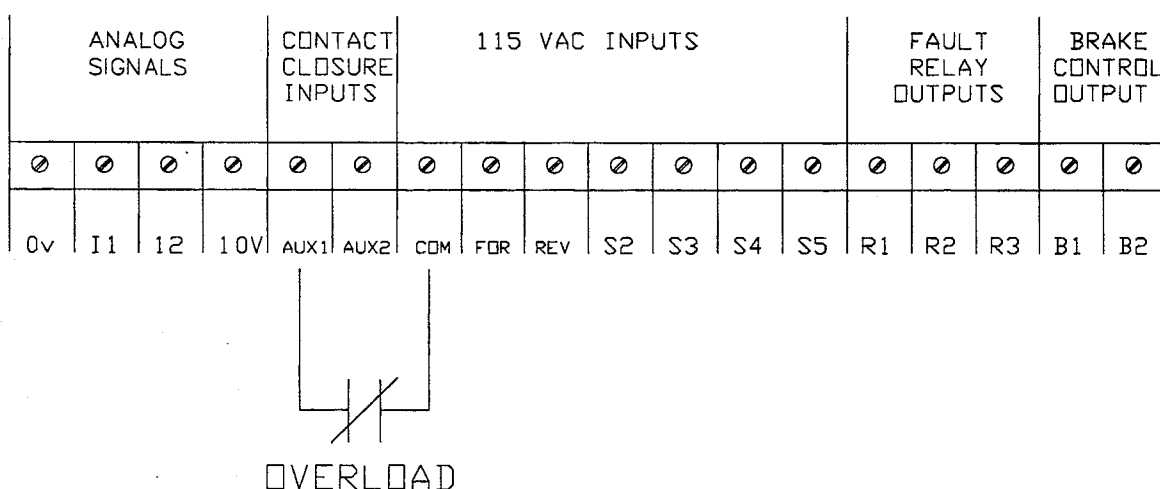 ANALOG SIGNALS
CONTACT CLOSURE INPUTS
115 VAC INPUTS
FAULT RELAY OUTPUTS
BRAKE CONTROL OUTPUT
0v I1 12 10V AUX1 AUX2 COM FOR REV S2 S3 S4 S5 R1 R2 R3 B1 B2
OVERLOAD